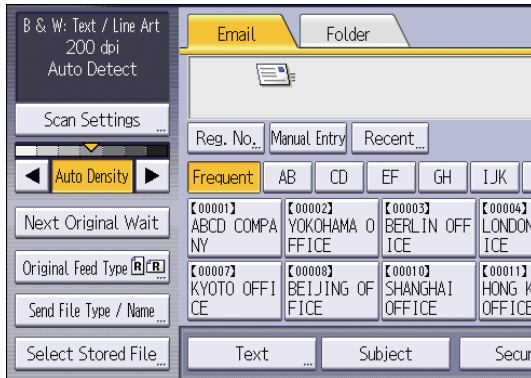 B & W: Text / Line Art
200 dpi
Auto Detect
Scan Settings
Auto Density
Next Original Wait
Original Feed Type R R
Send File Type / Name
Select Stored File
Email Folder
Reg. No. Manual Entry Recent
Frequent AB CD EF GH IJK
[00001] [00002] [00003] [00004]
ABCD COMPA YOKOHAMA O BERLIN OFF LONDON
NY FFICE ICE ICE
[00007] [00008] [00010] [00011]
KYOTO OFFI BEIJING OF SHANGHAI HONG K
CE FICE OFFICE OFFICE
Text Subject Secur